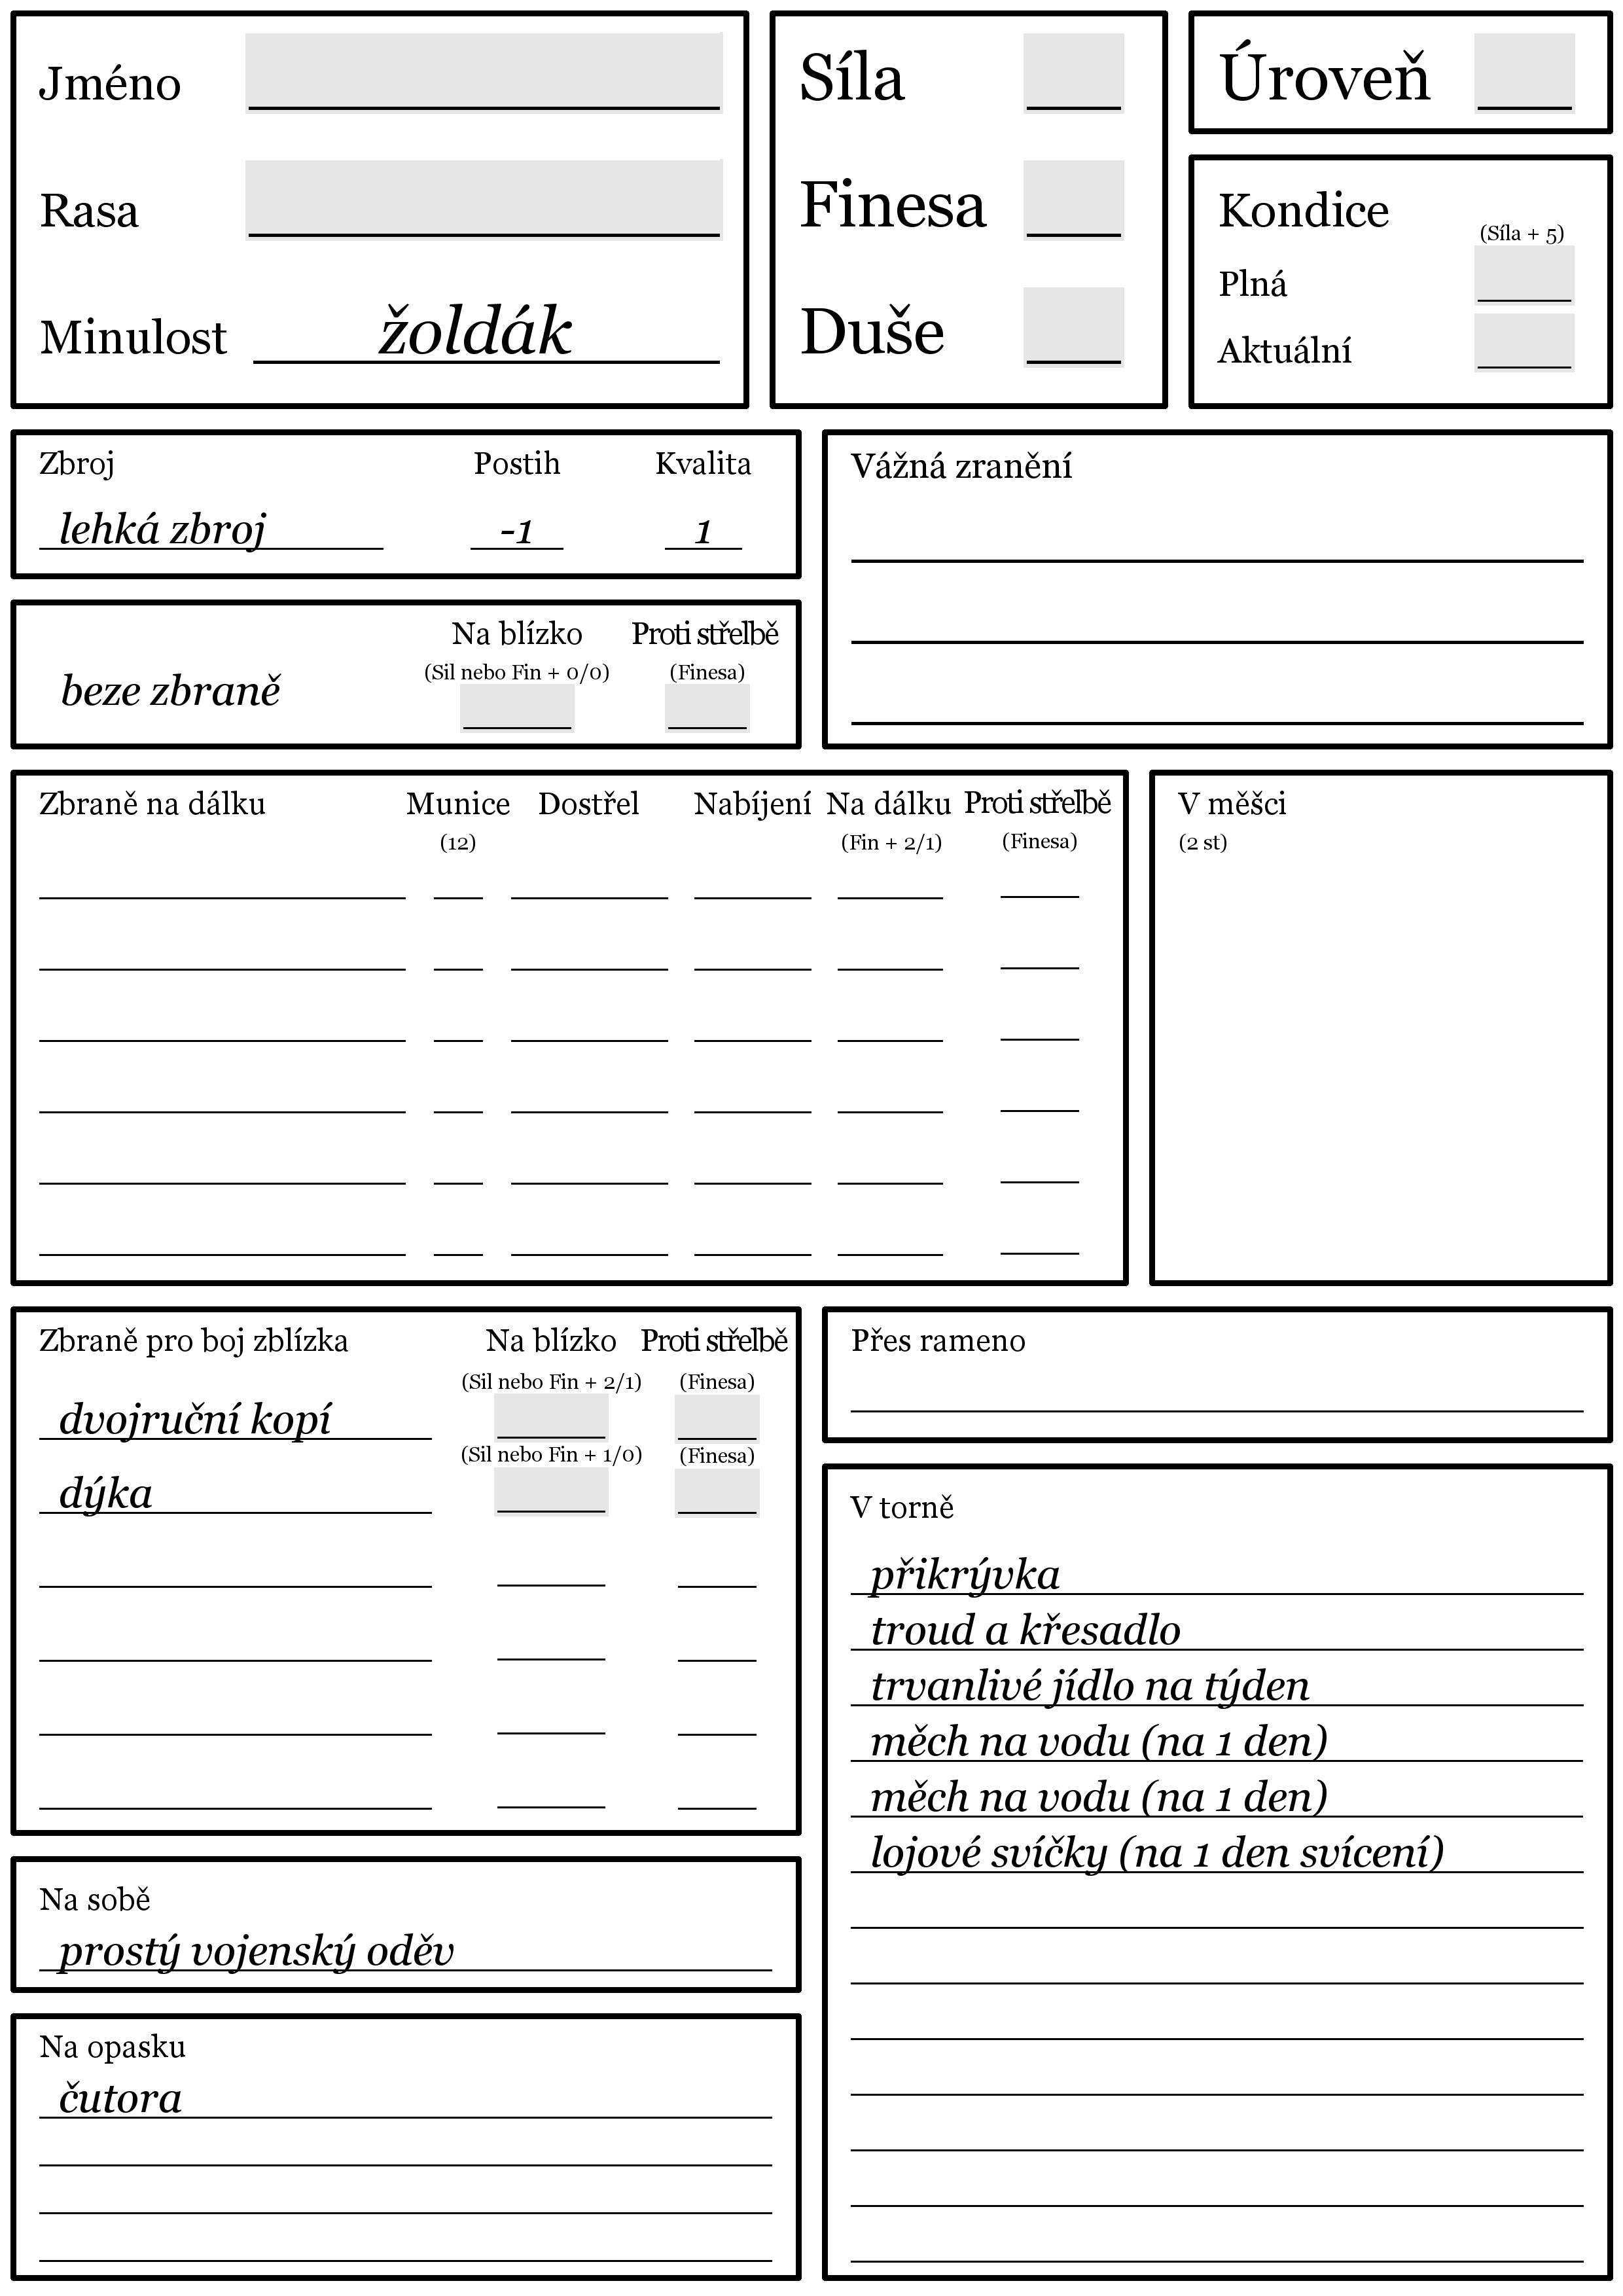 Jméno
Rasa
Minulost žoldák
Síla
Finesa
Duše
Úroveň
Kondice
(Síla + 5)
Plná
Aktuální
Zbroj Postih Kvalita
lehká zbroj -1 1
Vážná zranění
Na blízko Proti střelbě
(Sil nebo Fin + 0/0) (Finesa)
beze zbraně
Zbraně na dálku Munice Dostřel Nabíjení Na dálku Proti střelbě
(12) (Fin + 2/1) (Finesa)
V měšci
(2 st)
Zbraně pro boj zblízka Na blízko Proti střelbě
(Sil nebo Fin + 2/1) (Finesa)
dvojruční kopí
(Sil nebo Fin + 1/0) (Finesa)
dýka
Na sobě
prostý vojenský oděv
Na opasku
čutora
Přes rameno
V torně
přikrývka
troud a křesadlo
trvanlivé jídlo na týden
měch na vodu (na 1 den)
měch na vodu (na 1 den)
lojové svíčky (na 1 den svícení)